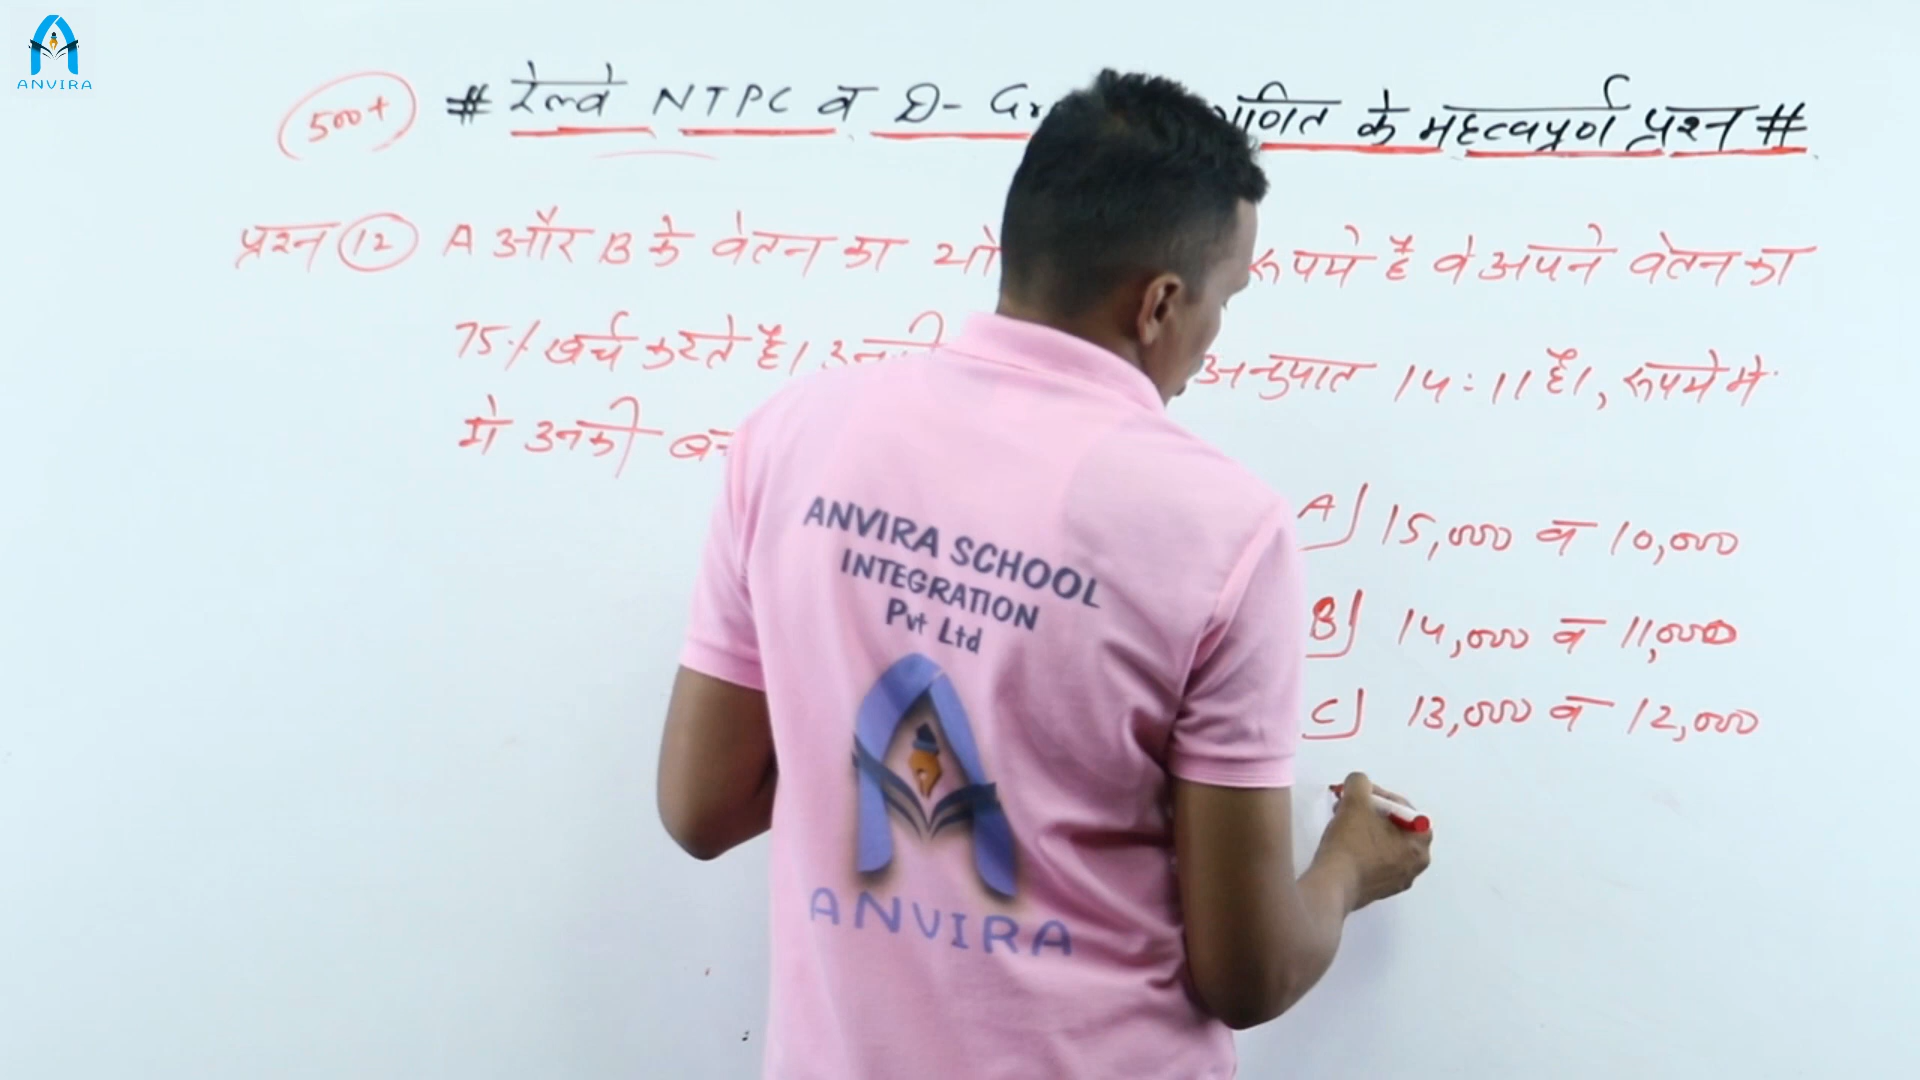 ANVIRA
500+ # रेल्वे NTPC व D- Gr गणित के महत्वपूर्ण प्रश्न #
प्रश्न 12 A और B के वेतन का यो रूपये है वे अपने वेतन का
75% खर्च करते है। अनुपात 14:11 है।, रूपये मे
मे उनकी
A) 15,000 व 10,000
B) 14,000 व 11,000
C) 13,000 व 12,000
ANVIRA SCHOOL
INTEGRATION
Pvt Ltd
ANVIRA